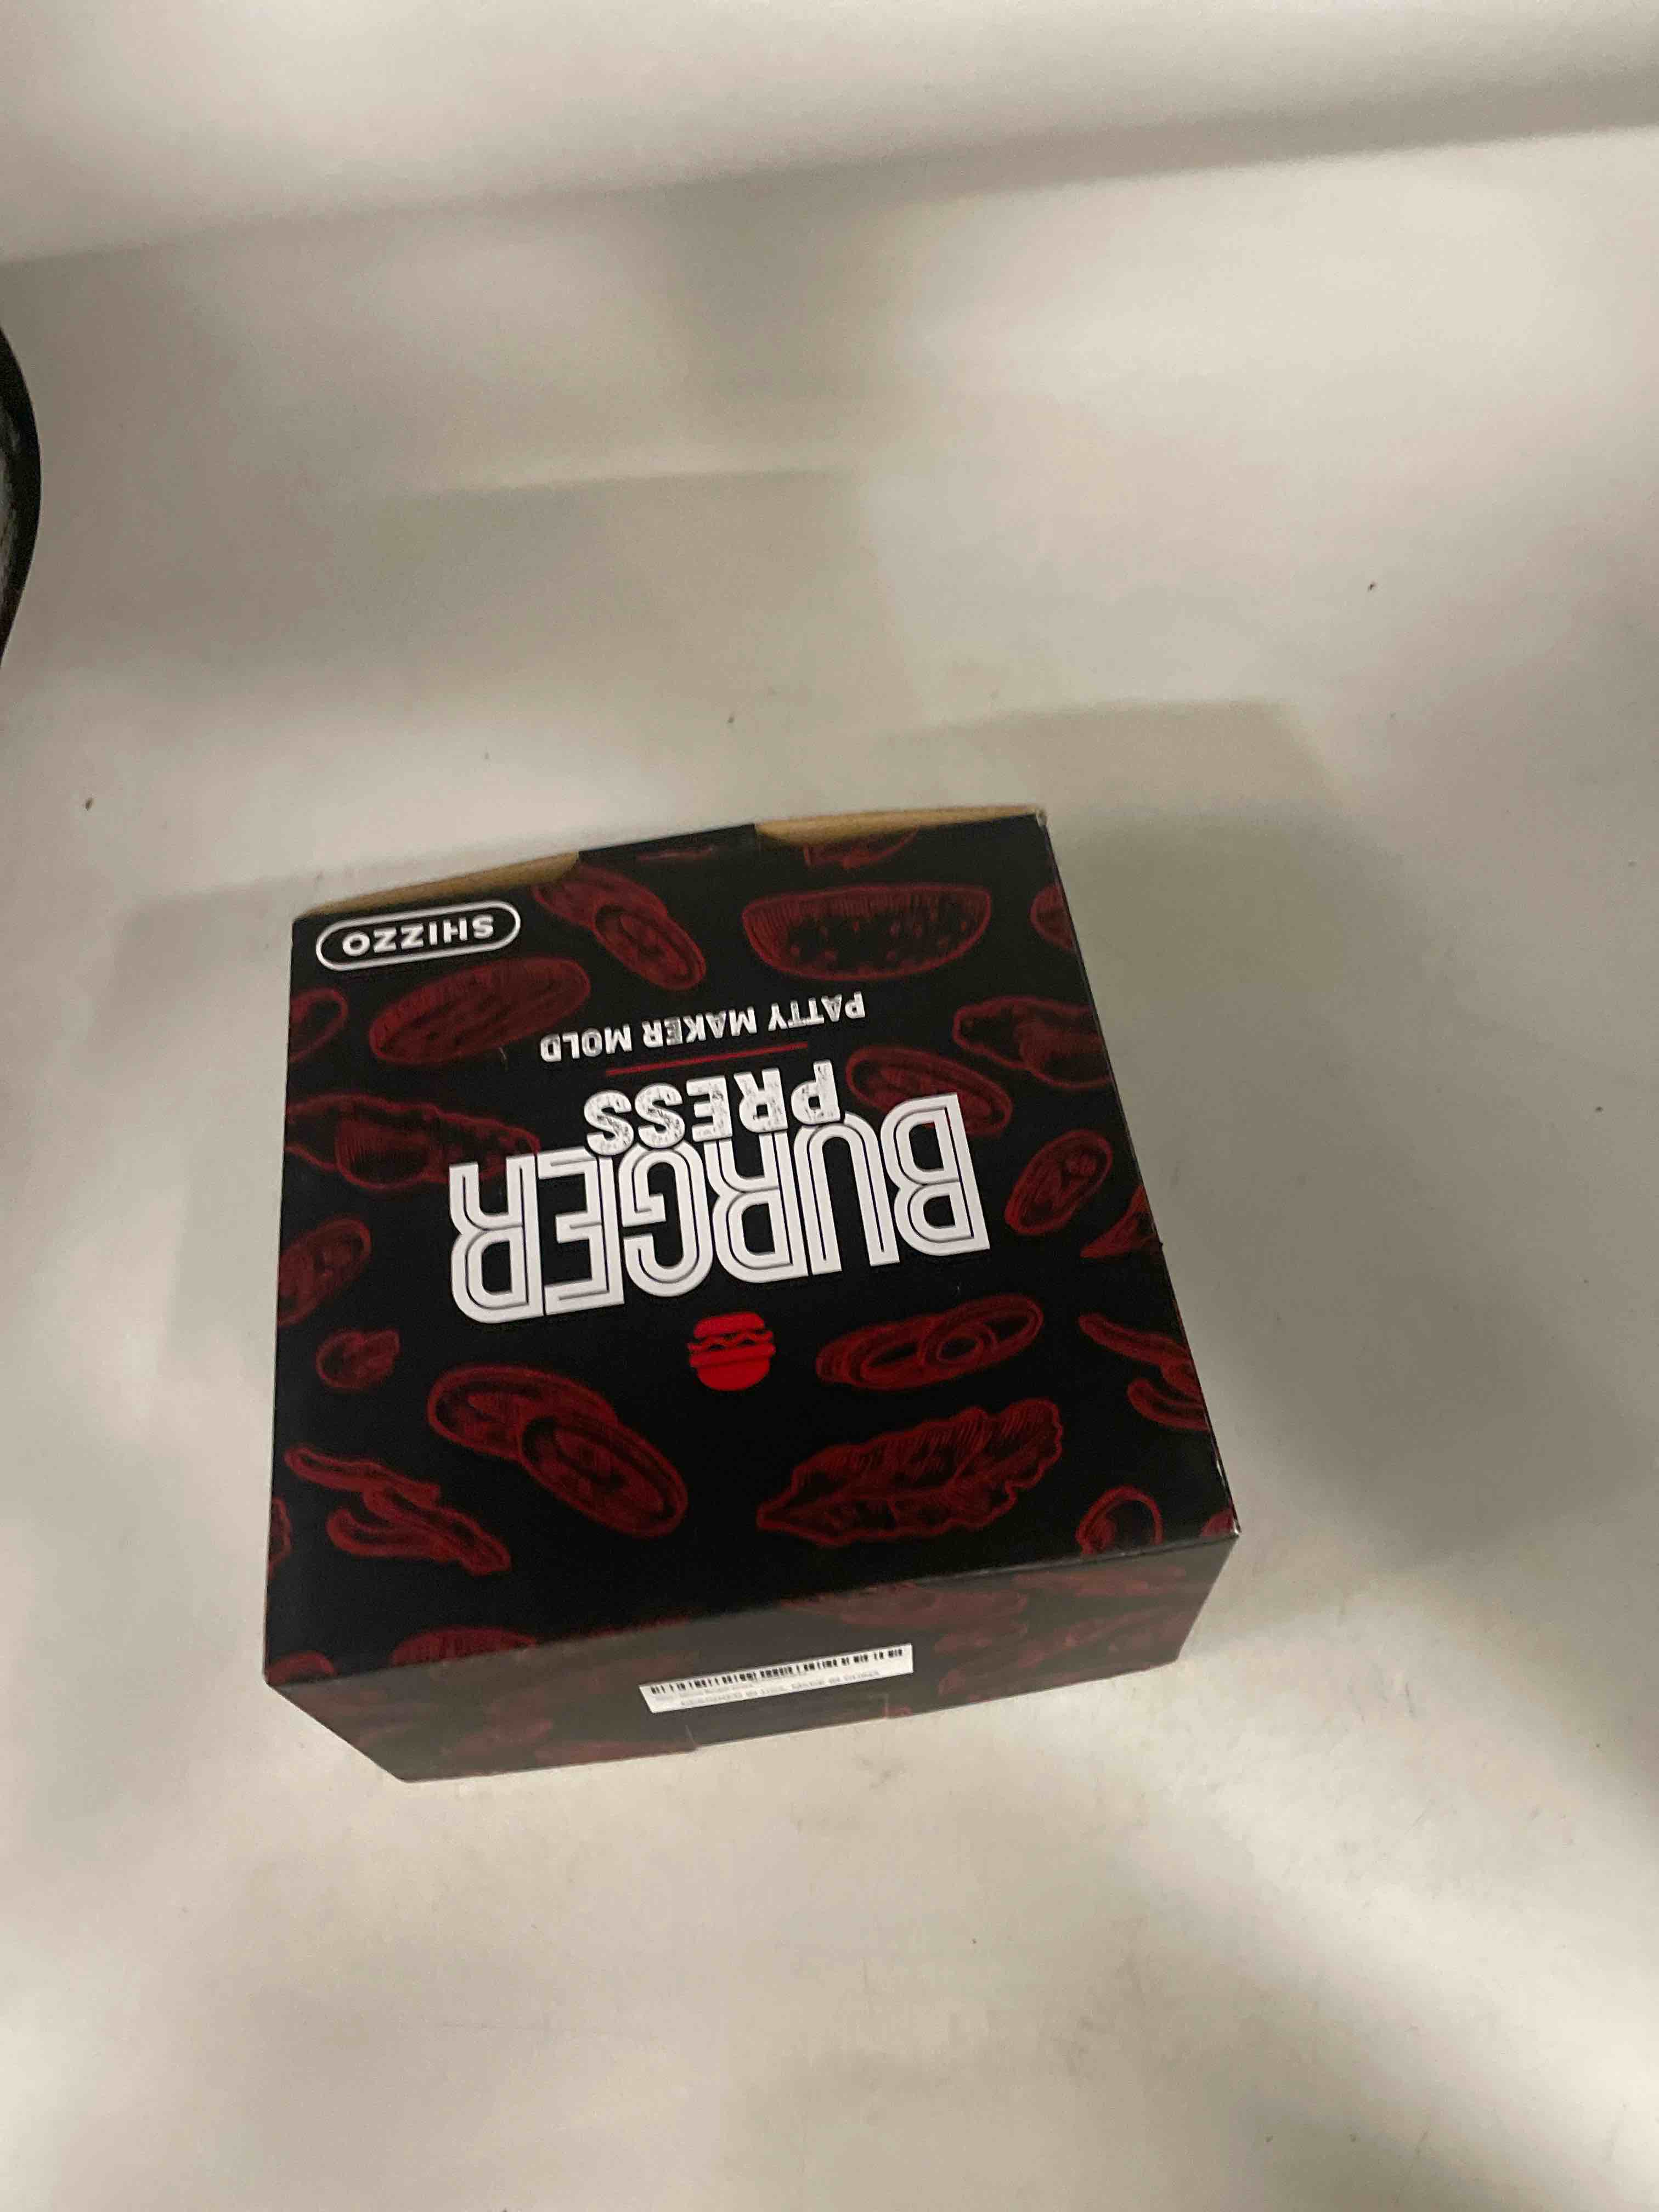 BURGER
PRESS
PATTY MAKER MOLD
SHIZZO